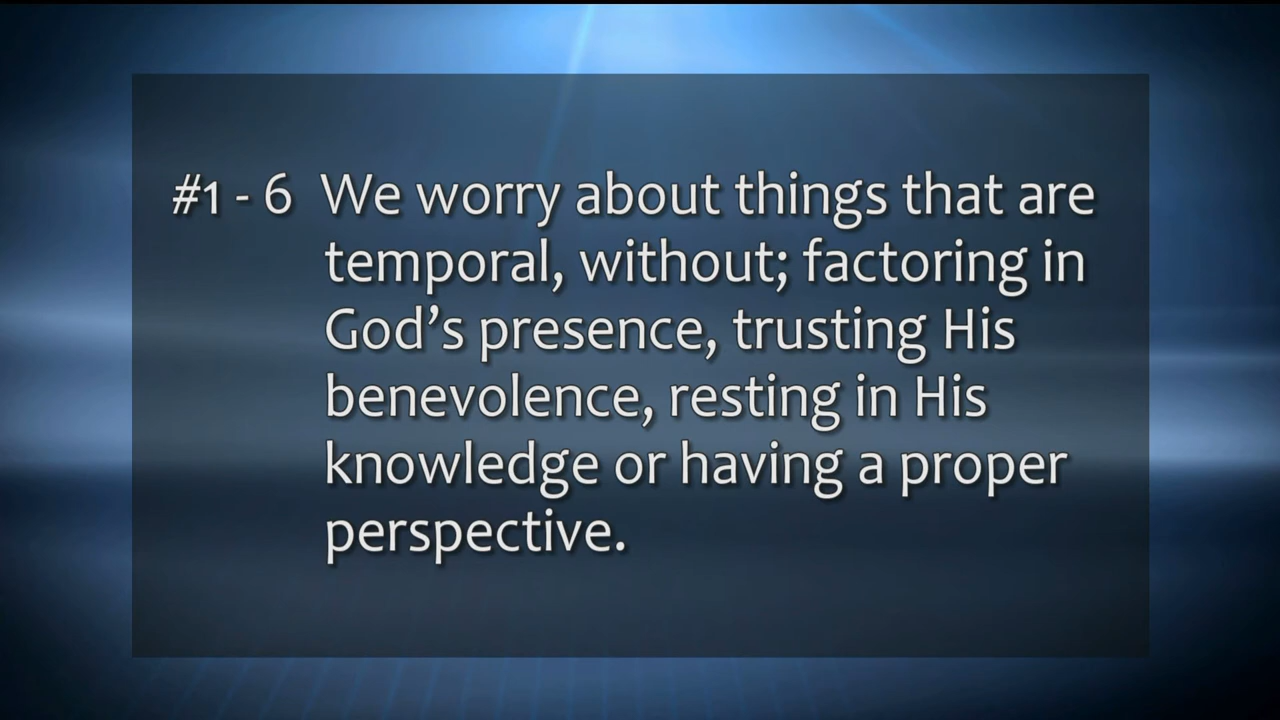 #1 - 6 We worry about things that are
temporal, without; factoring in
God’s presence, trusting His
benevolence, resting in His
knowledge or having a proper
perspective.